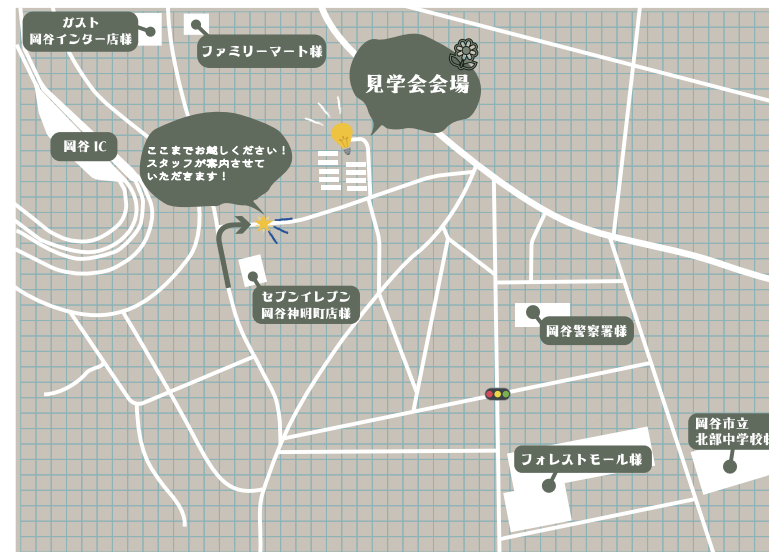 ガスト
岡谷インター店様
ファミリーマート様
見学会会場
岡谷 IC
ここまでお越しください！
スタッフが案内させて
いただきます！
セブンイレブン
岡谷神明町店様
岡谷警察署様
岡谷市立
北部中学校様
フォレストモール様